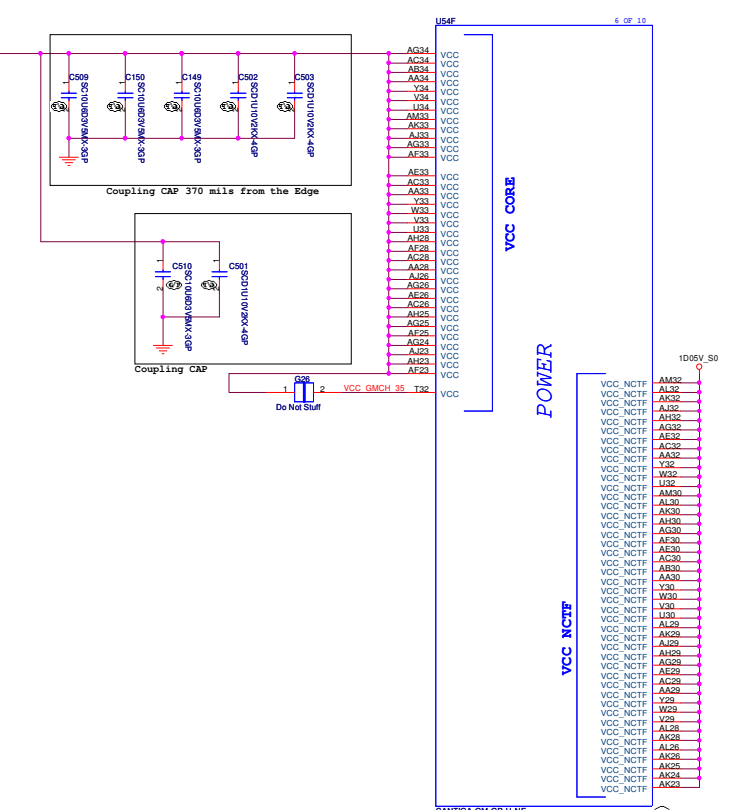 U54F
6 OF 10
C509
SC10U6D3V5MX-3GP
C150
SC10U6D3V5MX-3GP
C149
SC10U6D3V5MX-3GP
C502
SCD1U10V2KX-4GP
C503
SCD1U10V2KX-4GP
1
1
1
1
1
Coupling CAP 370 mils from the Edge
C510
SC10U6D3V5MX-3GP
C501
SCD1U10V2KX-4GP
1
1
2
2
Coupling CAP
G26
1
2
Do Not Stuff
VCC_GMCH_35
AG34 VCC
AC34 VCC
AB34 VCC
AA34 VCC
Y34 VCC
V34 VCC
U34 VCC
AM33 VCC
AK33 VCC
AJ33 VCC
AG33 VCC
AF33 VCC
AE33 VCC
AC33 VCC
AA33 VCC
Y33 VCC
W33 VCC
V33 VCC
U33 VCC
AH28 VCC
AF28 VCC
AC28 VCC
AA28 VCC
AJ26 VCC
AG26 VCC
AE26 VCC
AC26 VCC
AH25 VCC
AG25 VCC
AF25 VCC
AG24 VCC
AJ23 VCC
AH23 VCC
AF23 VCC
T32 VCC
VCC CORE
POWER
VCC NCTF
1D05V_S0
VCC_NCTF AM32
VCC_NCTF AL32
VCC_NCTF AK32
VCC_NCTF AJ32
VCC_NCTF AH32
VCC_NCTF AG32
VCC_NCTF AE32
VCC_NCTF AC32
VCC_NCTF AA32
VCC_NCTF Y32
VCC_NCTF W32
VCC_NCTF U32
VCC_NCTF AM30
VCC_NCTF AL30
VCC_NCTF AK30
VCC_NCTF AH30
VCC_NCTF AG30
VCC_NCTF AF30
VCC_NCTF AE30
VCC_NCTF AC30
VCC_NCTF AB30
VCC_NCTF AA30
VCC_NCTF Y30
VCC_NCTF W30
VCC_NCTF V30
VCC_NCTF U30
VCC_NCTF AL29
VCC_NCTF AK29
VCC_NCTF AJ29
VCC_NCTF AH29
VCC_NCTF AG29
VCC_NCTF AE29
VCC_NCTF AC29
VCC_NCTF AA29
VCC_NCTF Y29
VCC_NCTF W29
VCC_NCTF V29
VCC_NCTF AL28
VCC_NCTF AK28
VCC_NCTF AL26
VCC_NCTF AK26
VCC_NCTF AK25
VCC_NCTF AK24
VCC_NCTF AK23